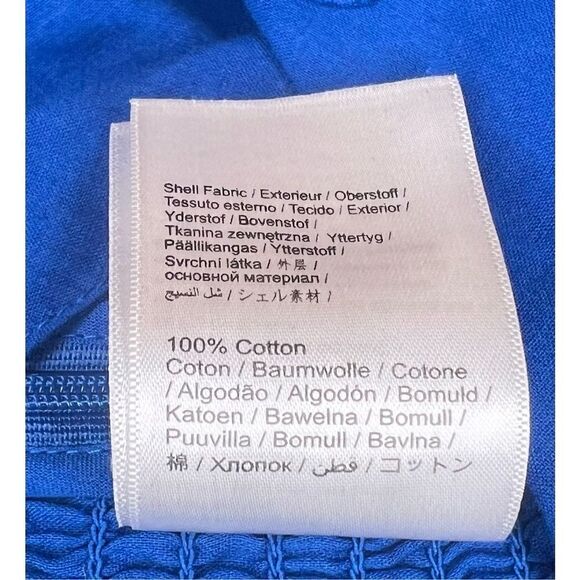 Shell Fabric / Exterieur / Oberstoff /
Tessuto esterno / Tecido / Exterior /
Yderstof / Bovenstof /
Tkanina zewnętrzna / Yttertyg /
Päällikangas / Ytterstoff /
Svrchní látka / 外层 /
основной материал /
شل النسيج / シェル素材 /
100% Cotton
Coton / Baumwolle / Cotone
/ Algodão / Algodón / Bomuld /
Katoen / Bawełna / Bomull /
Puuvilla / Bomull / Bavlna /
棉 / Хлопок / قطن / コットン